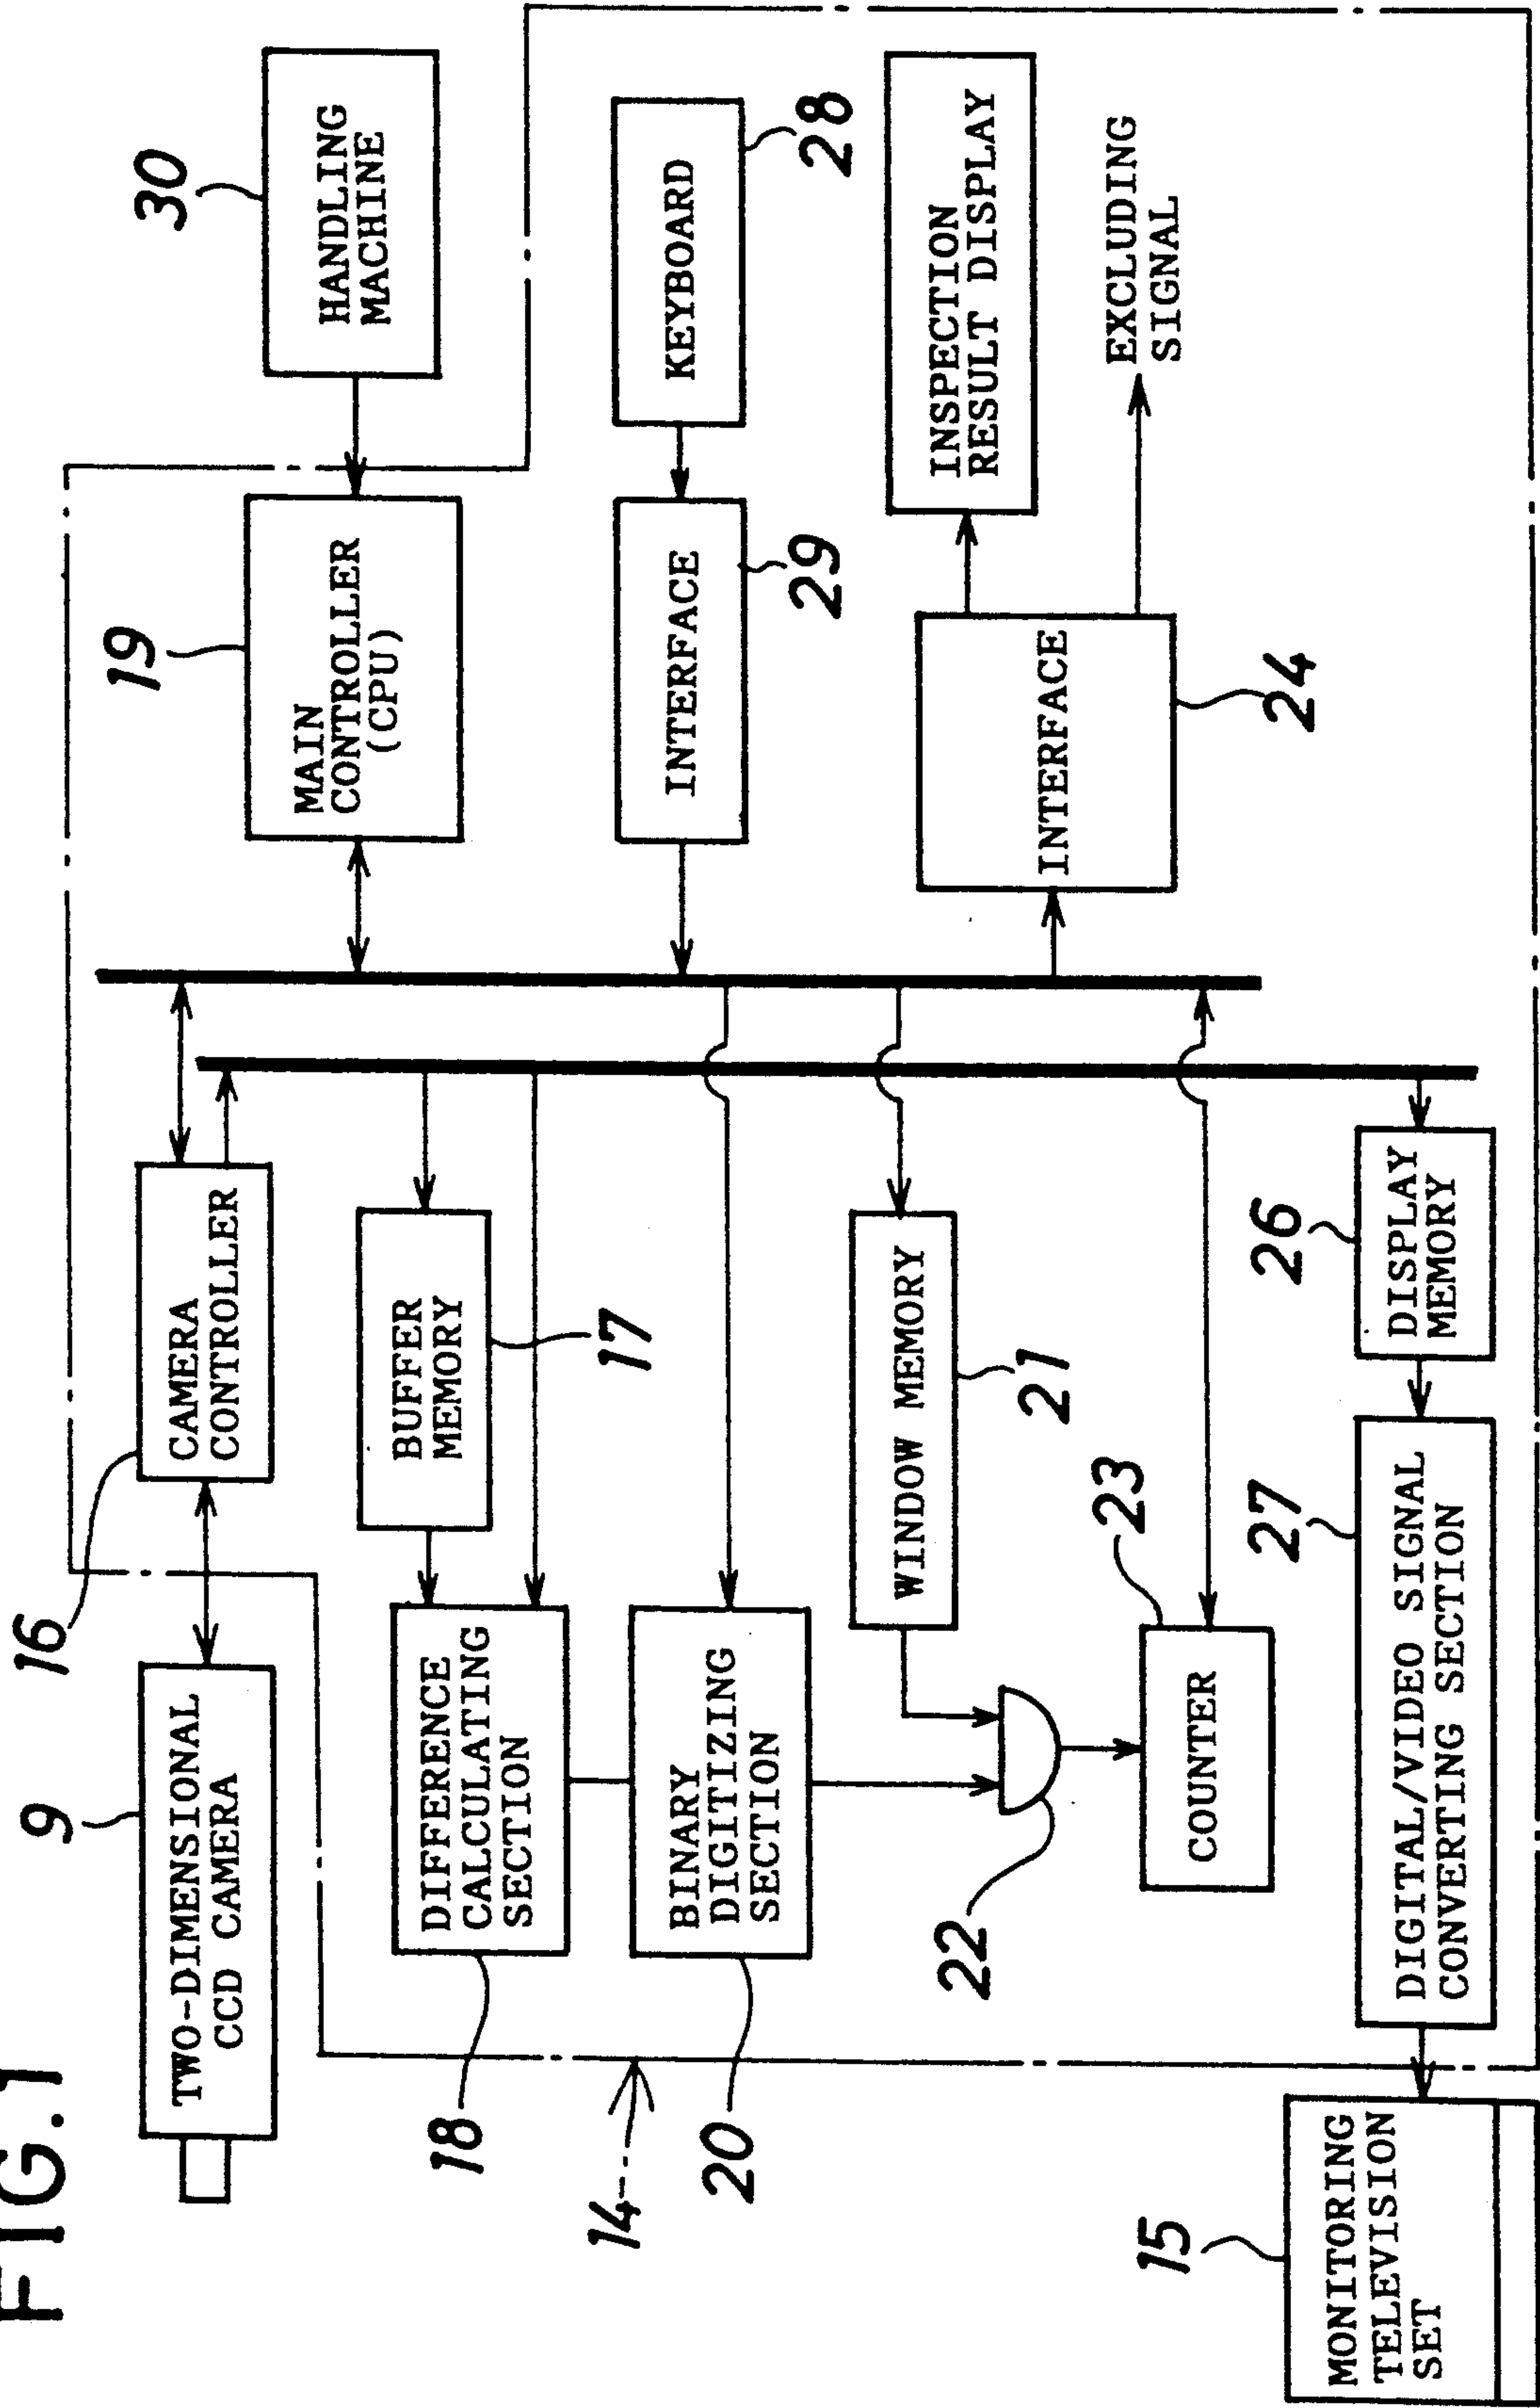 FIG.1
9
TWO-DIMENSIONAL
CCD CAMERA
16
CAMERA
CONTROLLER
19
MAIN
CONTROLLER
(CPU)
30
HANDLING
MACHINE
18
DIFFERENCE
CALCULATING
SECTION
BUFFER
MEMORY
17
INTERFACE
29
KEYBOARD
28
14
20
BINARY
DIGITIZING
SECTION
WINDOW MEMORY
21
INTERFACE
24
INSPECTION
RESULT DISPLAY
EXCLUDING
SIGNAL
22
23
COUNTER
15
MONITORING
TELEVISION
SET
27
DIGITAL/VIDEO SIGNAL
CONVERTING SECTION
26
DISPLAY
MEMORY